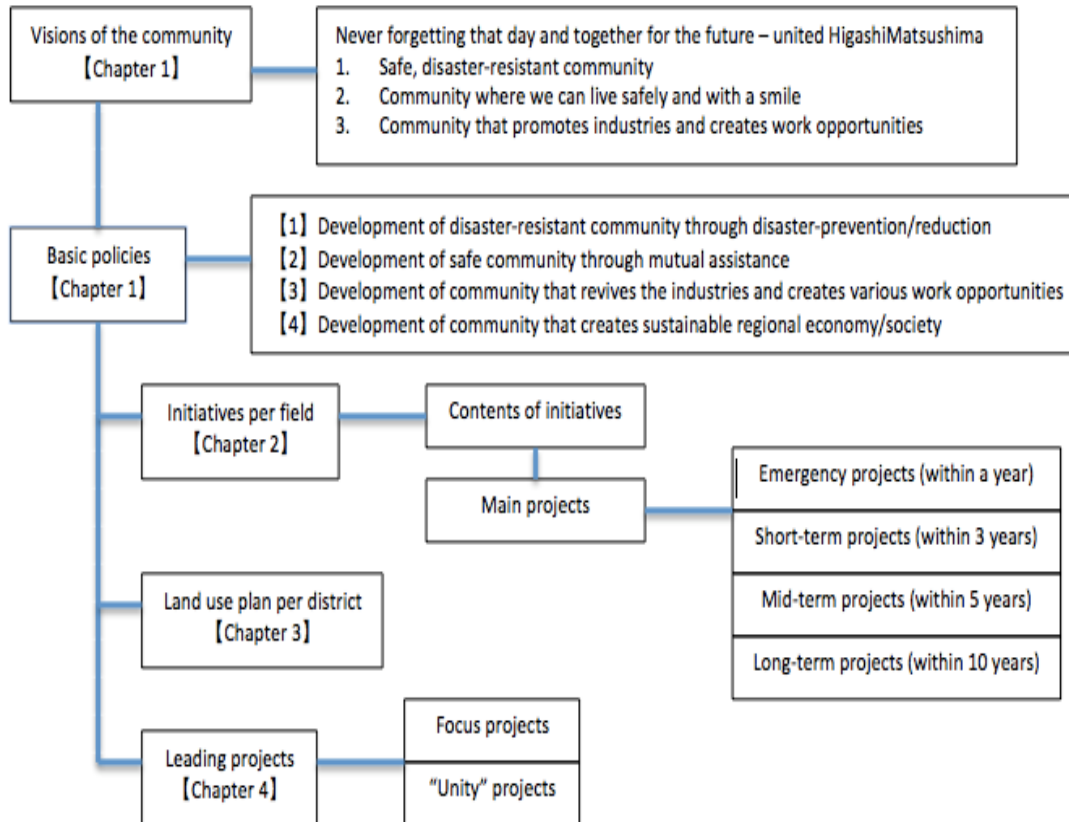 Visions of the community
【Chapter 1】
Never forgetting that day and together for the future – united HigashiMatsushima
1. Safe, disaster-resistant community
2. Community where we can live safely and with a smile
3. Community that promotes industries and creates work opportunities
Basic policies
【Chapter 1】
【1】Development of disaster-resistant community through disaster-prevention/reduction
【2】Development of safe community through mutual assistance
【3】Development of community that revives the industries and creates various work opportunities
【4】Development of community that creates sustainable regional economy/society
Initiatives per field
【Chapter 2】
Contents of initiatives
Main projects
Emergency projects (within a year)
Short-term projects (within 3 years)
Mid-term projects (within 5 years)
Long-term projects (within 10 years)
Land use plan per district
【Chapter 3】
Leading projects
【Chapter 4】
Focus projects
“Unity” projects